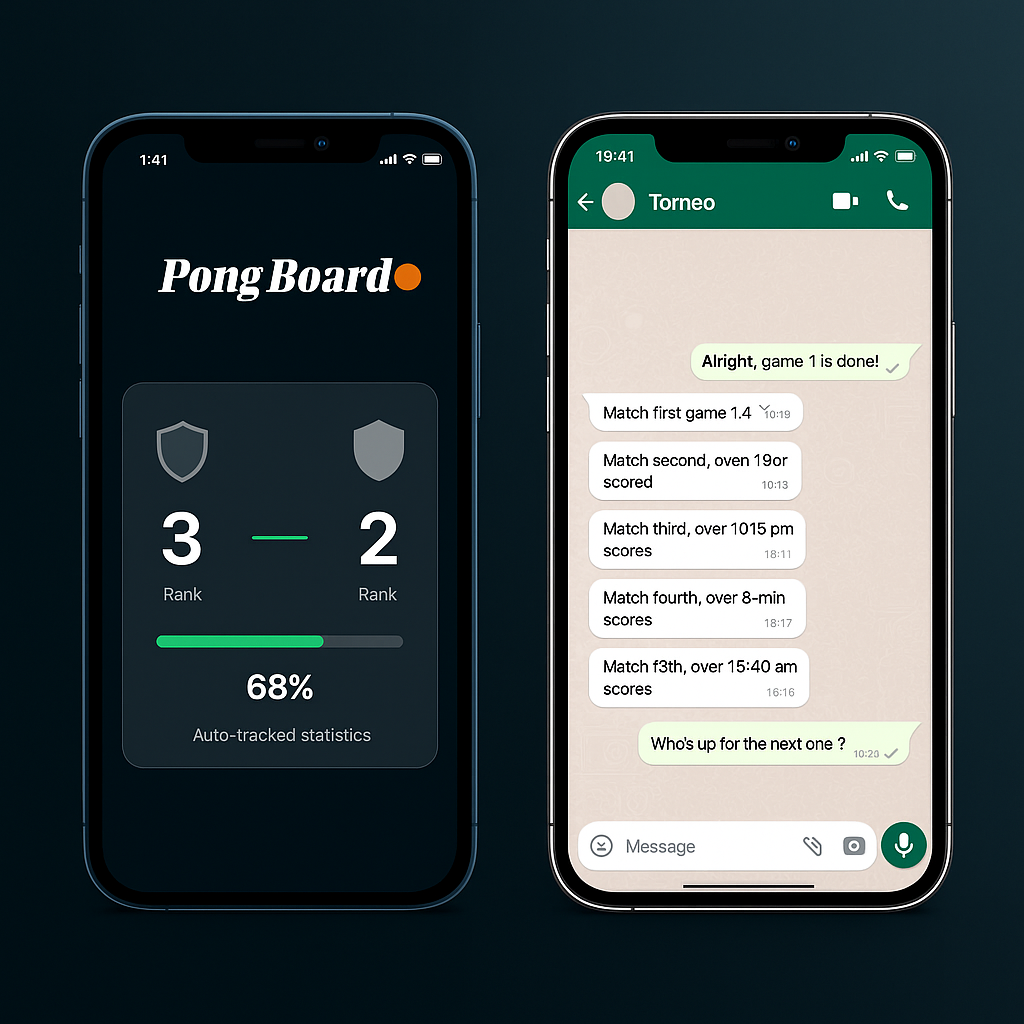 1:41
Pong Board
3
2
Rank
Rank
68%
Auto-tracked statistics
19:41
Torneo
Alright, game 1 is done!
Match first game 1.4 10:19
Match second, oven 19or
scored 10:13
Match third, over 1015 pm
scores 18:11
Match fourth, over 8-min
scores 18:17
Match f3th, over 15:40 am
scores 16:16
Who's up for the next one ? 10:20
Message